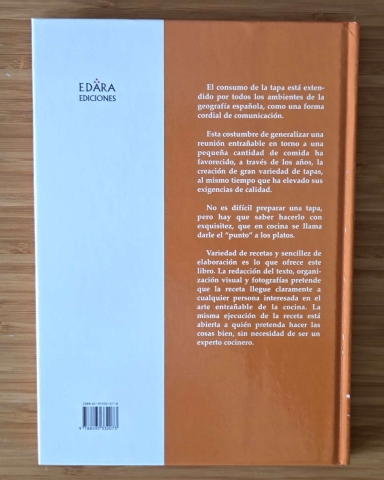 EDARA
EDICIONES
El consumo de la tapa está exten-
dido por todos los ambientes de la
geografía española, como una forma
cordial de comunicación.
Esta costumbre de generalizar una
reunión entrañable en torno a una
pequeña cantidad de comida ha
favorecido, a través de los años, la
creación de gran variedad de tapas,
al mismo tiempo que ha elevado sus
exigencias de calidad.
No es difícil preparar una tapa,
pero hay que saber hacerlo con
exquisitez, que en cocina se llama
darle el "punto" a los platos.
Variedad de recetas y sencillez de
elaboración es lo que ofrece este
libro. La redacción del texto, organi-
zación visual y fotografías pretende
que la receta llegue claramente a
cualquier persona interesada en el
arte entrañable de la cocina. La
misma ejecución de la receta está
abierta a quién pretenda hacer las
cosas bien, sin necesidad de ser un
experto cocinero.